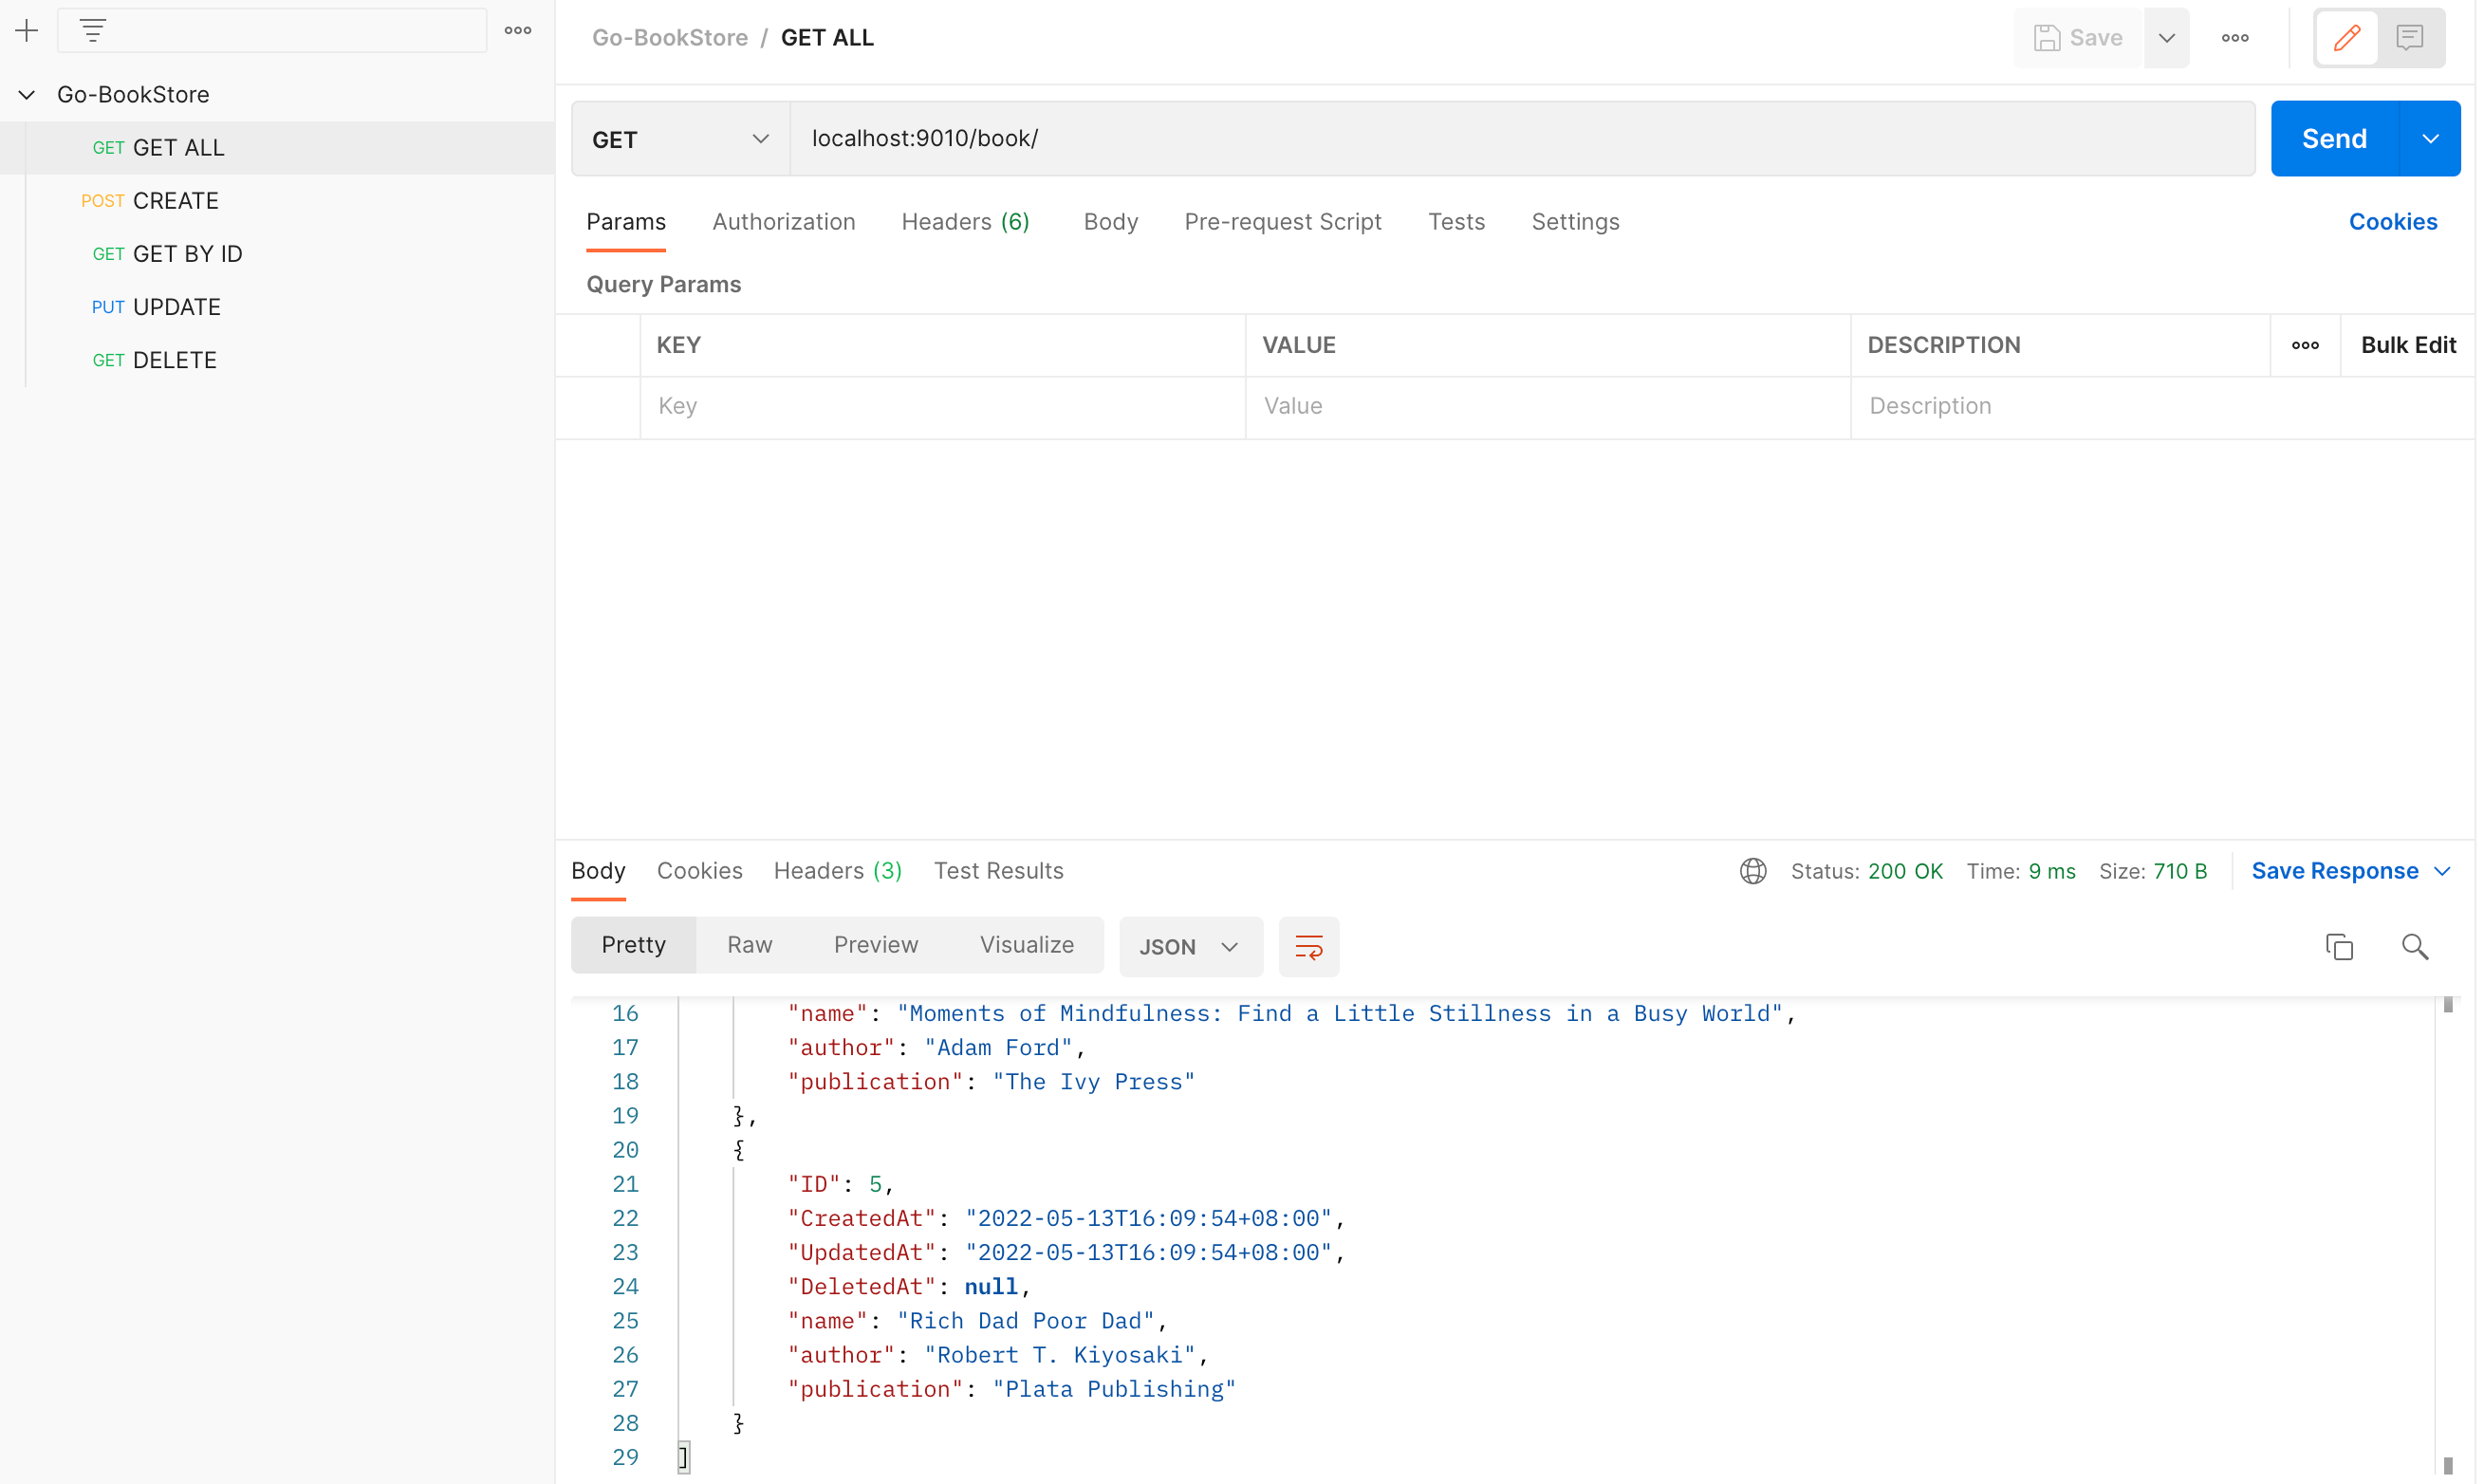 Go-BookStore
GET GET ALL
POST CREATE
GET GET BY ID
PUT UPDATE
GET DELETE
Go-BookStore / GET ALL
Save
GET localhost:9010/book/ Send
Params Authorization Headers (6) Body Pre-request Script Tests Settings Cookies
Query Params
KEY VALUE DESCRIPTION Bulk Edit
Key Value Description
Body Cookies Headers (3) Test Results Status: 200 OK Time: 9 ms Size: 710 B Save Response
Pretty Raw Preview Visualize JSON
16 "name": "Moments of Mindfulness: Find a Little Stillness in a Busy World",
17 "author": "Adam Ford",
18 "publication": "The Ivy Press"
19 },
20 {
21 "ID": 5,
22 "CreatedAt": "2022-05-13T16:09:54+08:00",
23 "UpdatedAt": "2022-05-13T16:09:54+08:00",
24 "DeletedAt": null,
25 "name": "Rich Dad Poor Dad",
26 "author": "Robert T. Kiyosaki",
27 "publication": "Plata Publishing"
28 }
29 ]